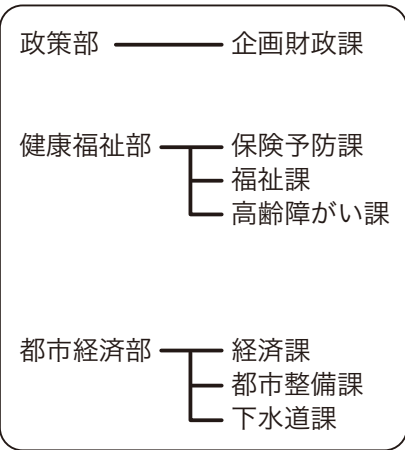 政策部 企画財政課
健康福祉部 保険予防課
福祉課
高齢障がい課
都市経済部 経済課
都市整備課
下水道課